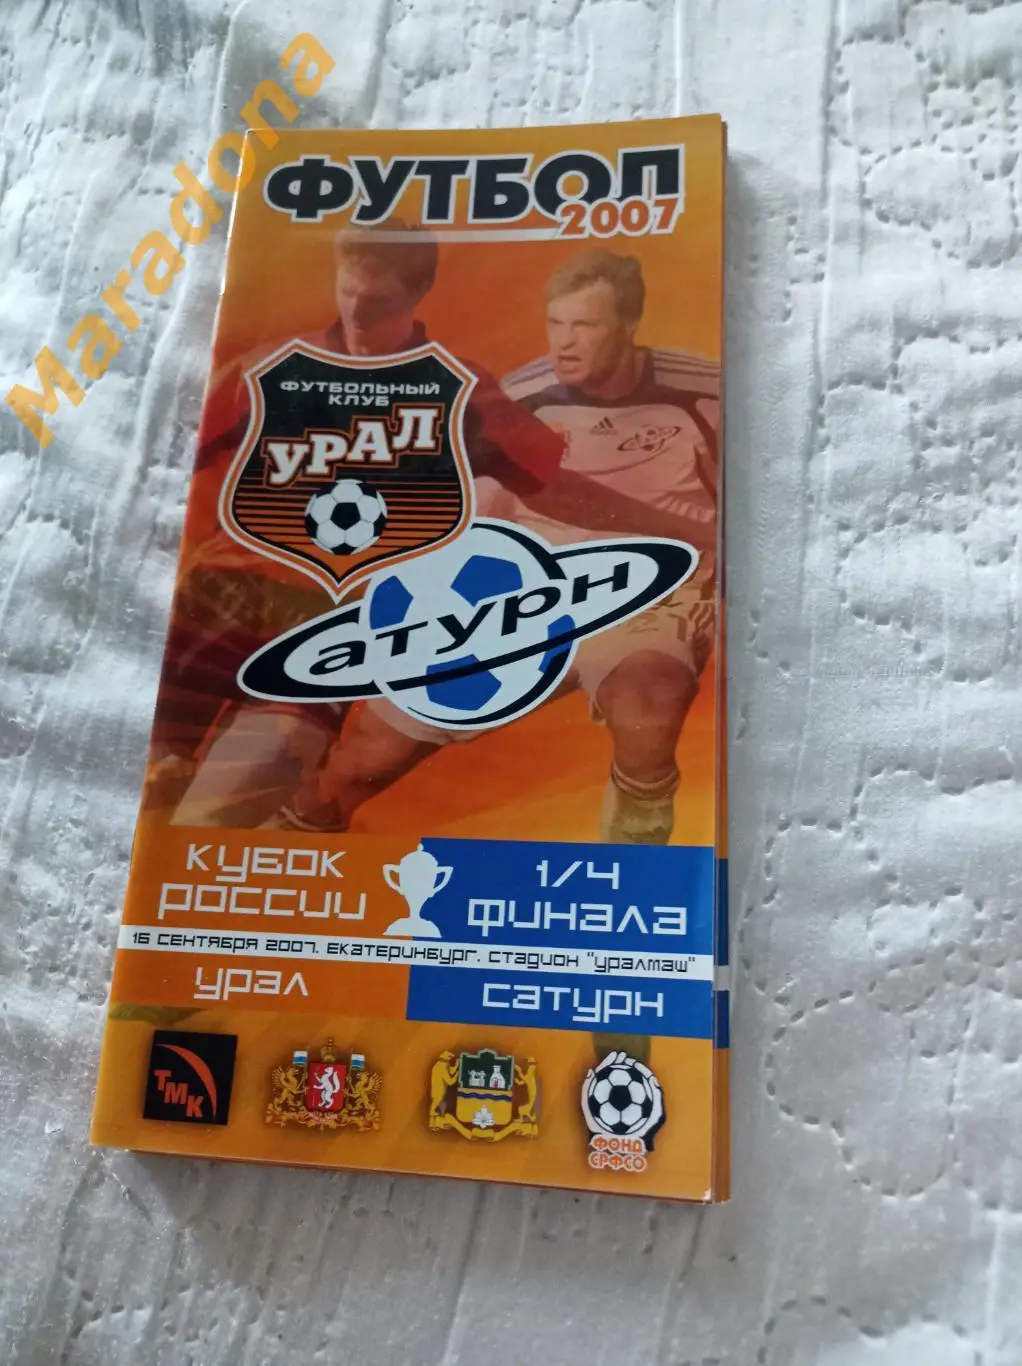 Maradona
ФУТБОЛ
2007
ФУТБОЛЬНЫЙ
КЛУБ
УРАЛ
adidas
сатурн
КУБОК
РОССИИ
1/4
ФИНАЛА
16 СЕНТЯБРЯ 2007. ЕКАТЕРИНБУРГ. СТАДИОН "УРАЛМАШ"
УРАЛ
САТУРН
ТМК
ФОНД
СРФСО